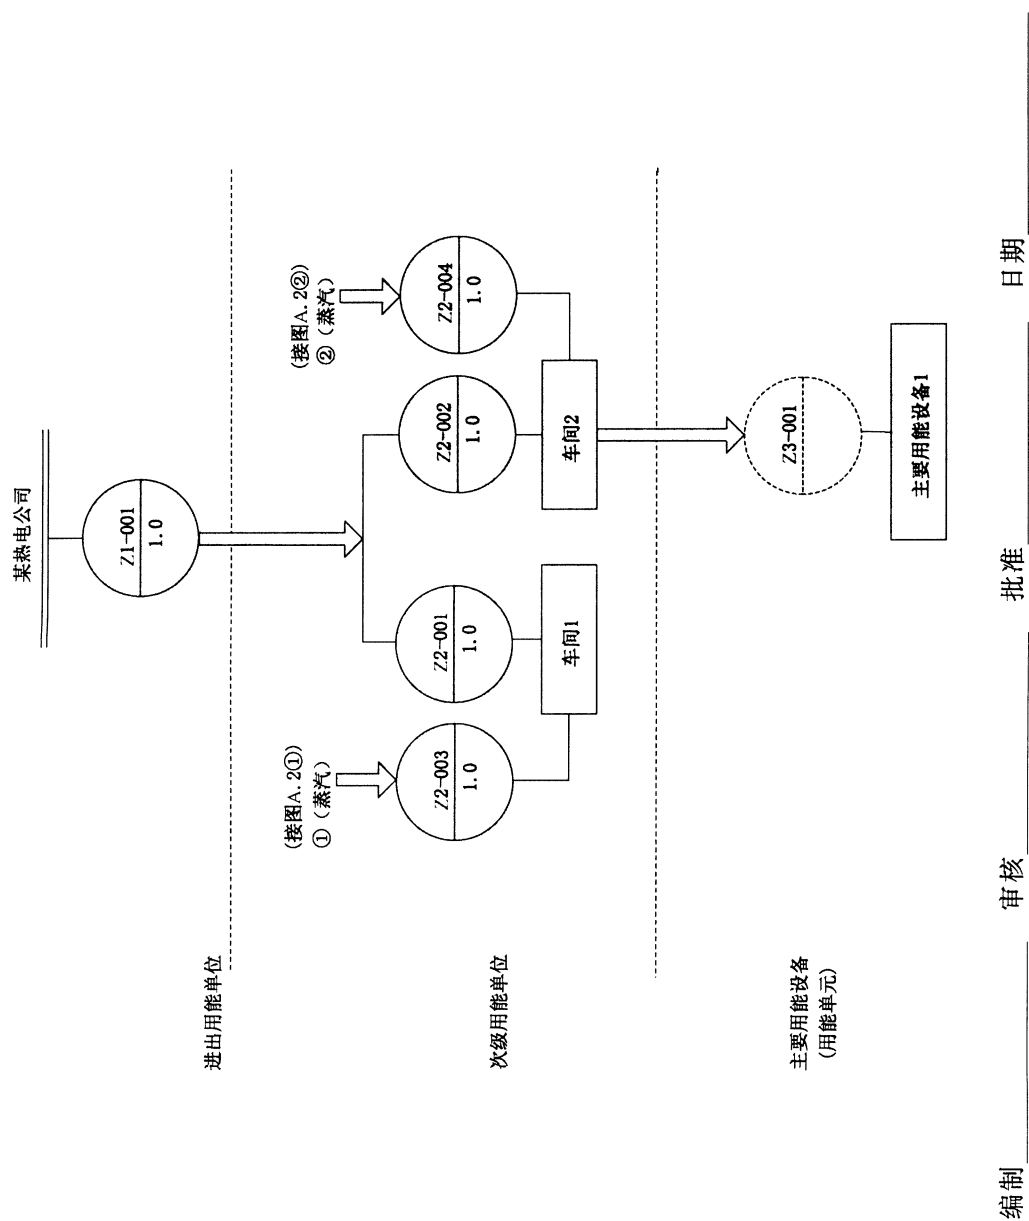 某热电公司
Z1-001
1.0
进出用能单位
(接图A.2①)
①（蒸汽）
(接图A.2②)
②（蒸汽）
Z2-003
1.0
Z2-001
1.0
Z2-002
1.0
Z2-004
1.0
次级用能单位
车间1
车间2
主要用能设备
(用能单元)
Z3-001
主要用能设备1
编制
审核
批准
日期